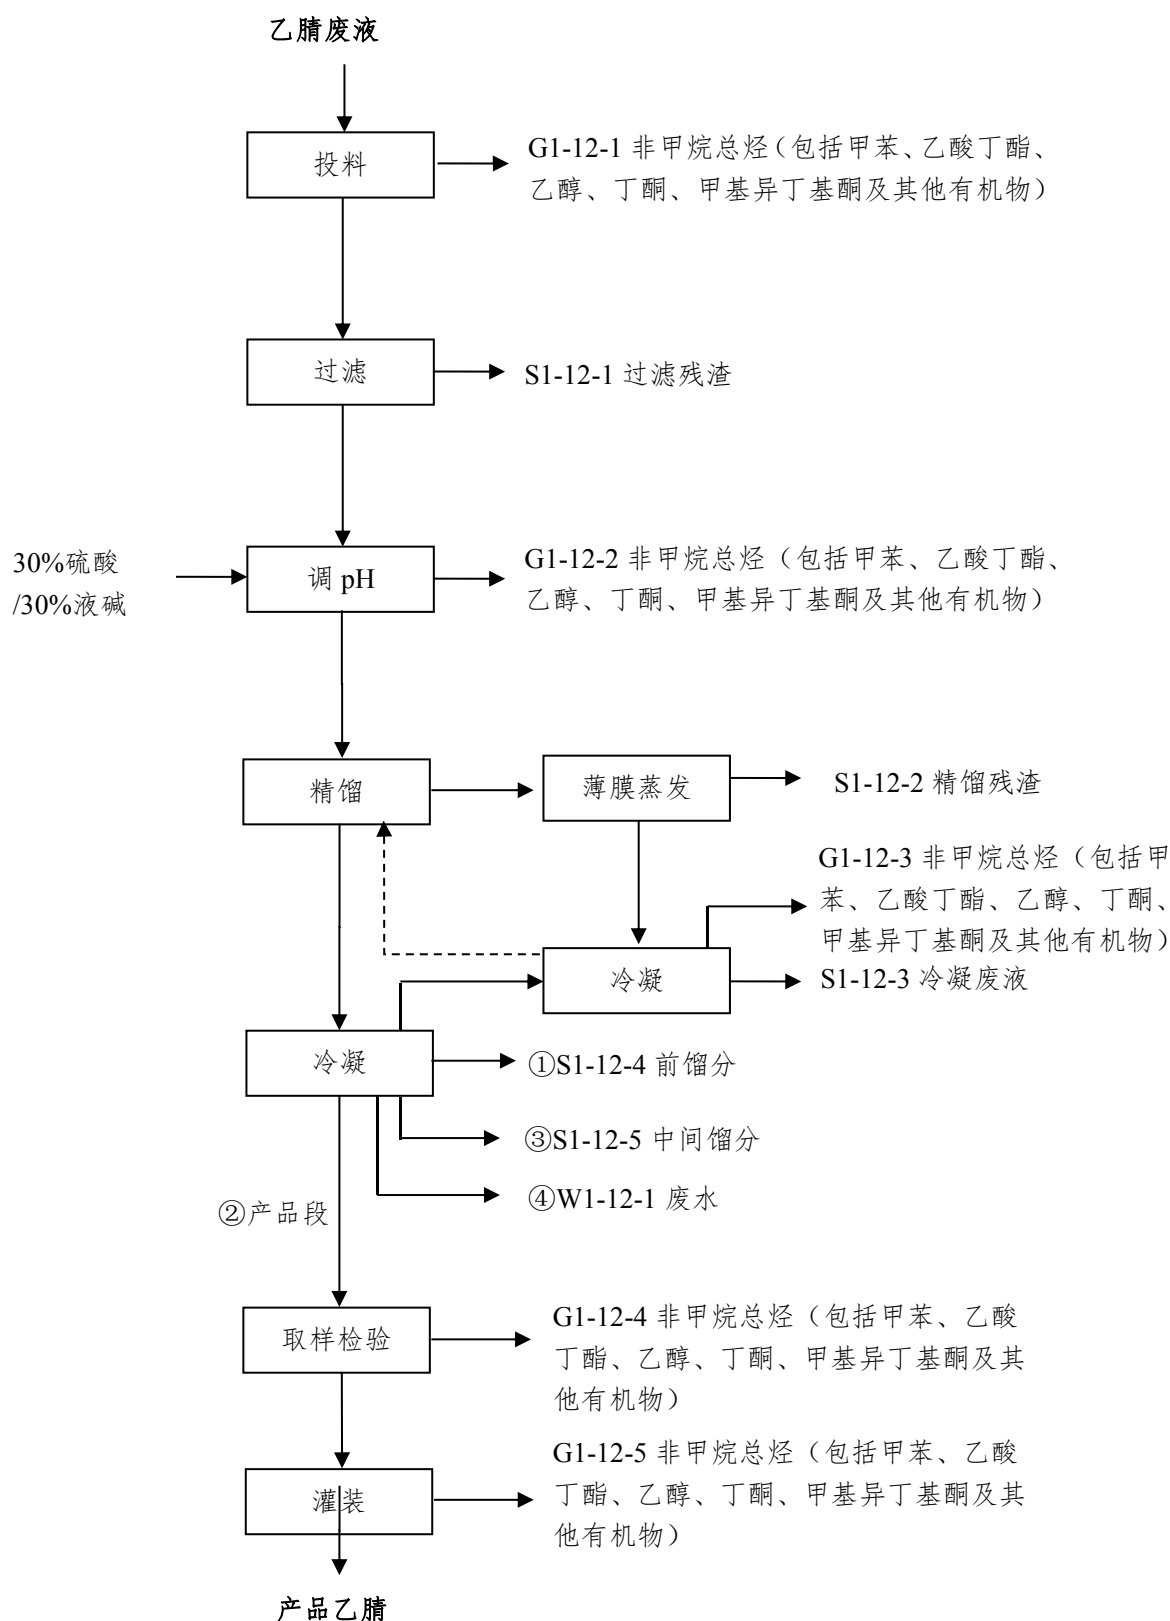 乙腈废液
投料
G1-12-1 非甲烷总烃（包括甲苯、乙酸丁酯、
乙醇、丁酮、甲基异丁基酮及其他有机物）
过滤
S1-12-1 过滤残渣
30%硫酸
/30%液碱
调 pH
G1-12-2 非甲烷总烃（包括甲苯、乙酸丁酯、
乙醇、丁酮、甲基异丁基酮及其他有机物）
精馏
薄膜蒸发
S1-12-2 精馏残渣
G1-12-3 非甲烷总烃（包括甲
苯、乙酸丁酯、乙醇、丁酮、
甲基异丁基酮及其他有机物）
冷凝
S1-12-3 冷凝废液
冷凝
①S1-12-4 前馏分
③S1-12-5 中间馏分
④W1-12-1 废水
②产品段
取样检验
G1-12-4 非甲烷总烃（包括甲苯、乙酸
丁酯、乙醇、丁酮、甲基异丁基酮及其
他有机物）
灌装
G1-12-5 非甲烷总烃（包括甲苯、乙酸
丁酯、乙醇、丁酮、甲基异丁基酮及其
他有机物）
产品乙腈